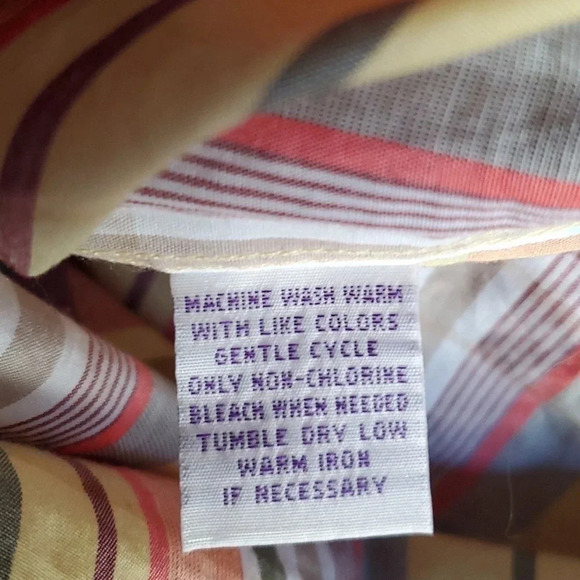 MACHINE WASH WARM
WITH LIKE COLORS
GENTLE CYCLE
ONLY NON-CHLORINE
BLEACH WHEN NEEDED
TUMBLE DRY LOW
WARM IRON
IF NECESSARY